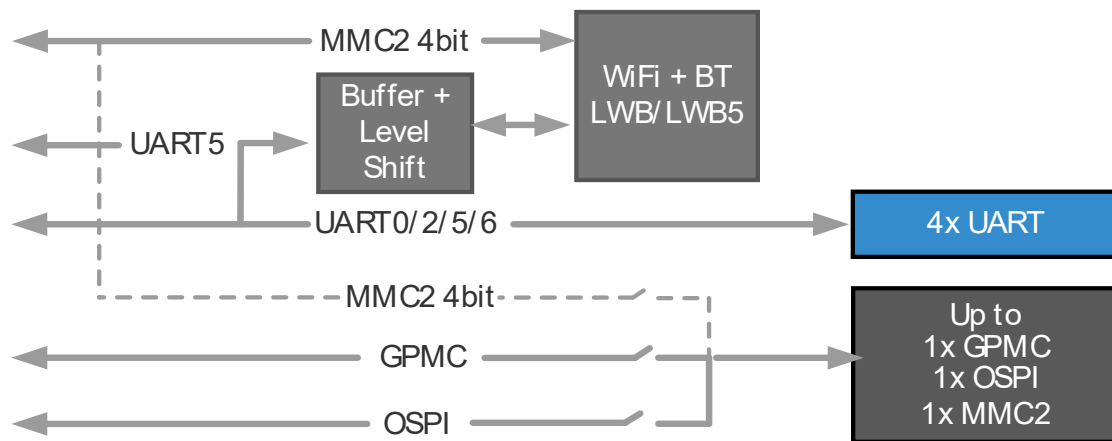 MMC2 4bit
WiFi + BT
LWB/ LWB5
Buffer +
Level
Shift
UART5
UART0/ 2/ 5/ 6
4x UART
MMC2 4bit
Up to
1x GPMC
1x OSPI
1x MMC2
GPMC
OSPI